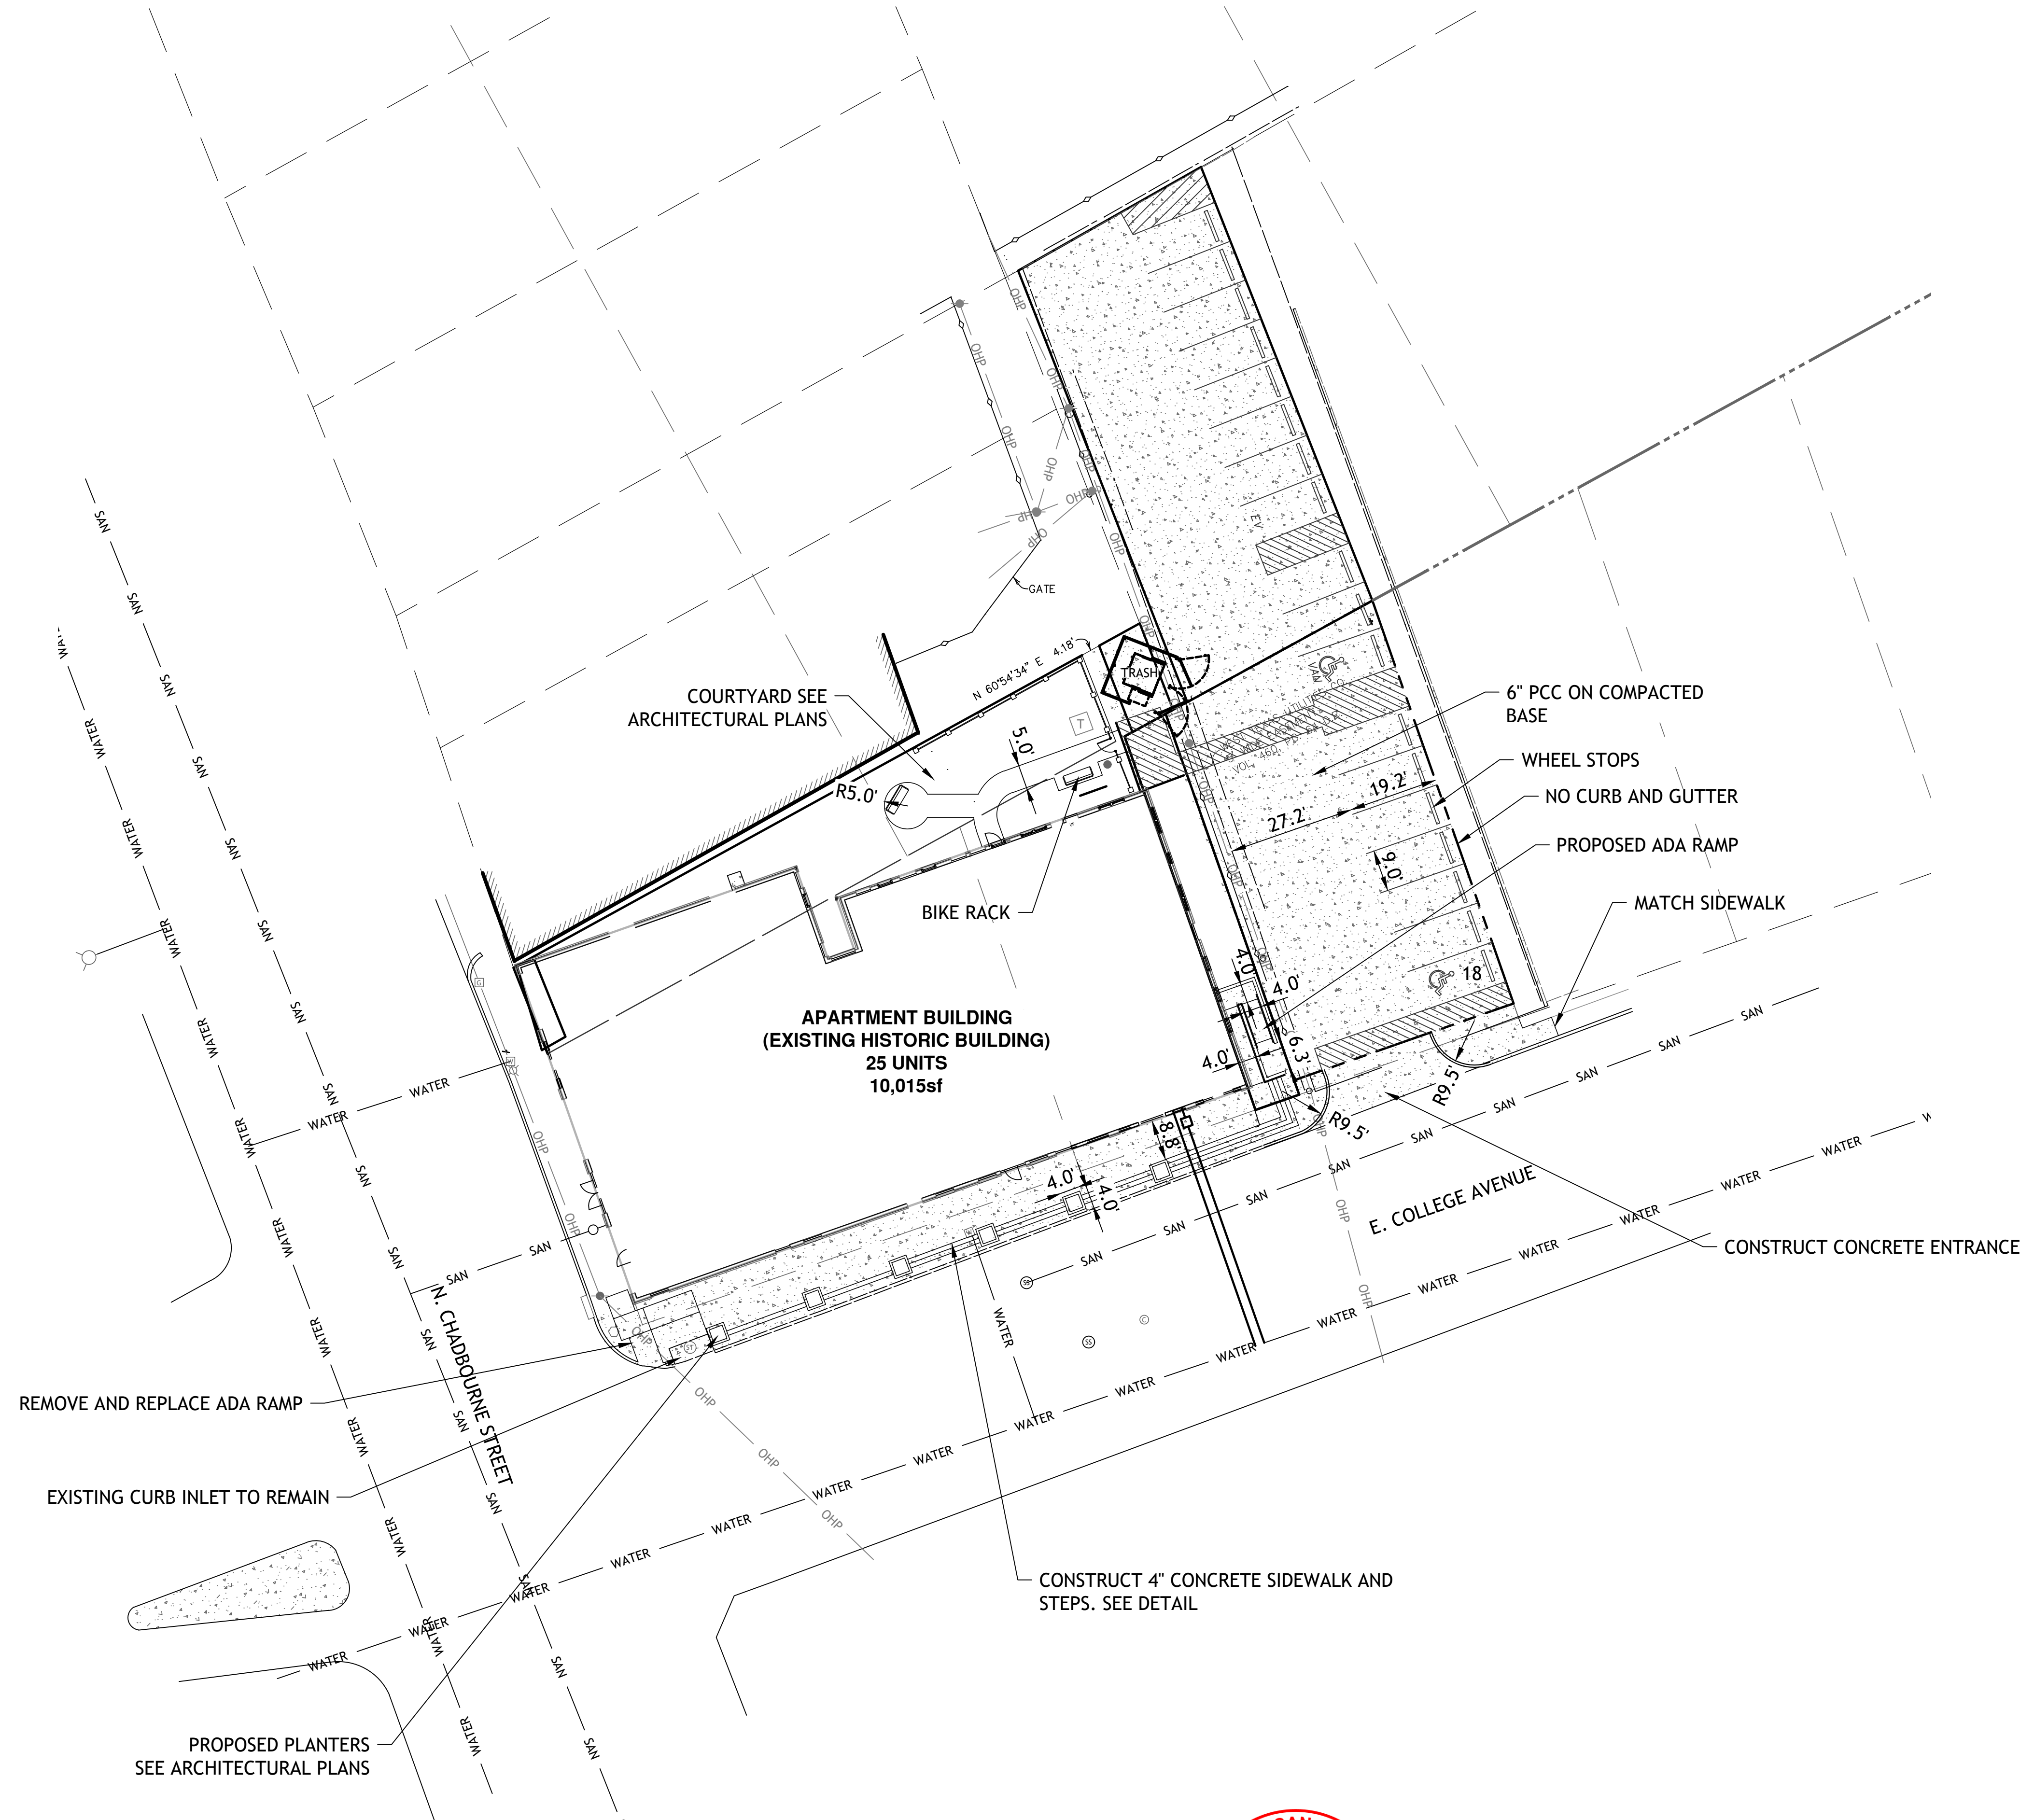 COURTYARD SEE
ARCHITECTURAL PLANS
N 60°54'34" E 4.18'
GATE
TRASH
T
EV
VAN
6" PCC ON COMPACTED
BASE
WHEEL STOPS
NO CURB AND GUTTER
PROPOSED ADA RAMP
MATCH SIDEWALK
5.0'
R5.0'
19.2'
27.2'
9.0'
18
BIKE RACK
APARTMENT BUILDING
(EXISTING HISTORIC BUILDING)
25 UNITS
10,015sf
4.0'
4.0'
4.0'
6.3'
R9.5'
R9.5'
8.8'
4.0'
4.0'
E. COLLEGE AVENUE
CONSTRUCT CONCRETE ENTRANCE
N. CHADBOURNE STREET
REMOVE AND REPLACE ADA RAMP
EXISTING CURB INLET TO REMAIN
CONSTRUCT 4" CONCRETE SIDEWALK AND
STEPS. SEE DETAIL
PROPOSED PLANTERS
SEE ARCHITECTURAL PLANS
WATER
SAN
OHP
SS
SS
C
G
SAN